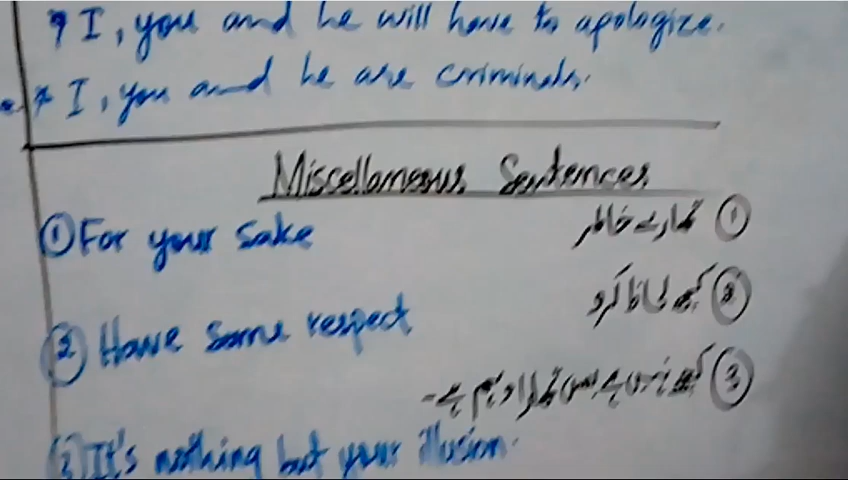 I, you and he will have to apologize.
* I, you and he are criminals.
Miscellaneous Sentences
① For your sake
① تمہارے خاطر
② Have some respect
② کچھ لحاظ کرو
③ کچھ نہیں ہے بس تمہارا وہم ہے۔
③ It's nothing but your illusion.